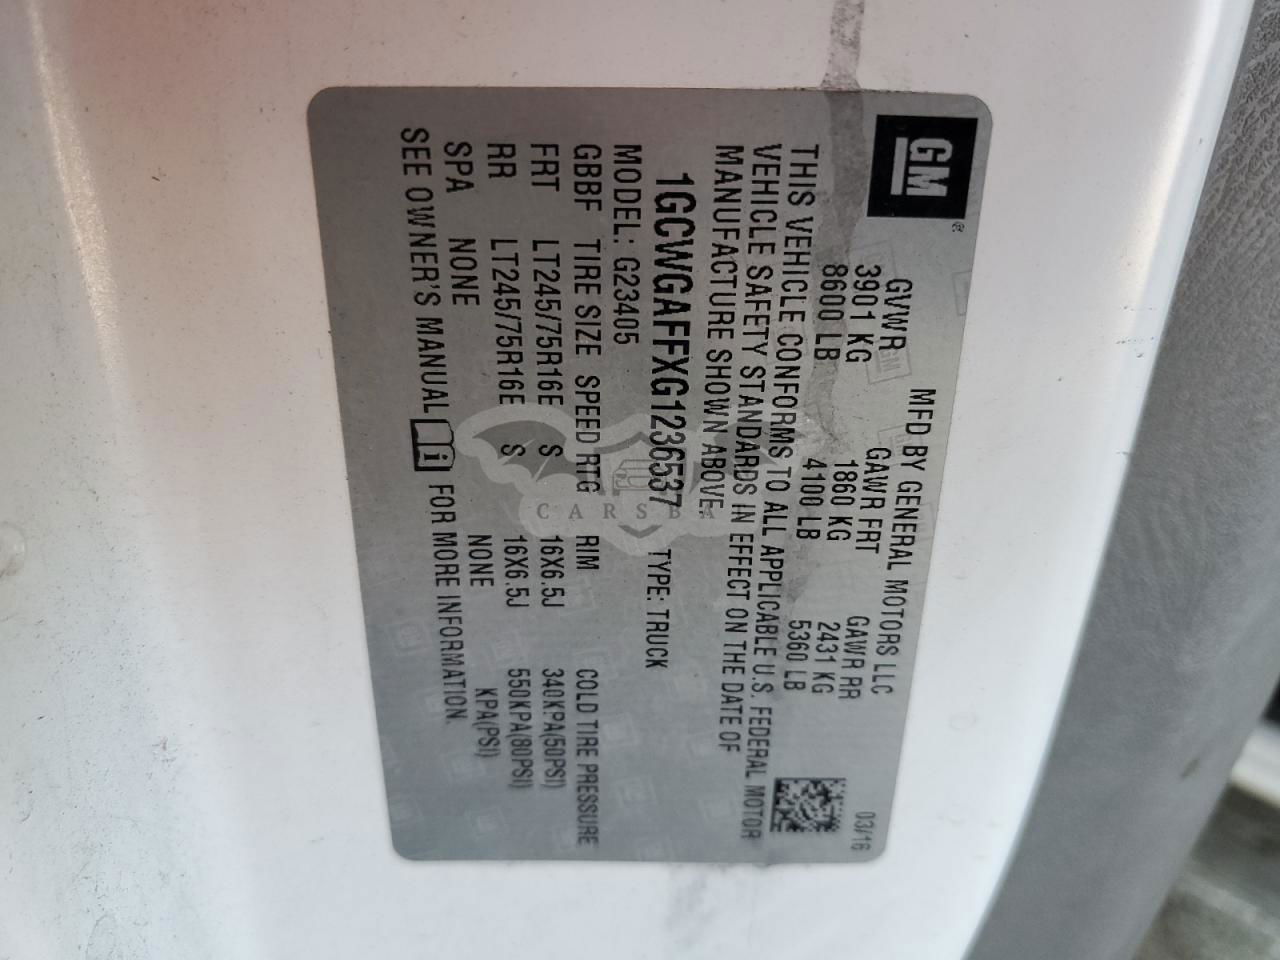 GM®
MFD BY GENERAL MOTORS LLC 03/16
GVWR GAWR FRT GAWR RR
3901 KG 1860 KG 2431 KG
8600 LB 4100 LB 5360 LB
THIS VEHICLE CONFORMS TO ALL APPLICABLE U.S. FEDERAL MOTOR
VEHICLE SAFETY STANDARDS IN EFFECT ON THE DATE OF
MANUFACTURE SHOWN ABOVE.
1GCWGAFFXG1236537 TYPE: TRUCK
MODEL: G23405
GBBF TIRE SIZE SPEED RTG RIM COLD TIRE PRESSURE
FRT LT245/75R16E S 16X6.5J 340KPA(50PSI)
RR LT245/75R16E S 16X6.5J 550KPA(80PSI)
SPA NONE NONE KPA(PSI)
SEE OWNER'S MANUAL FOR MORE INFORMATION.